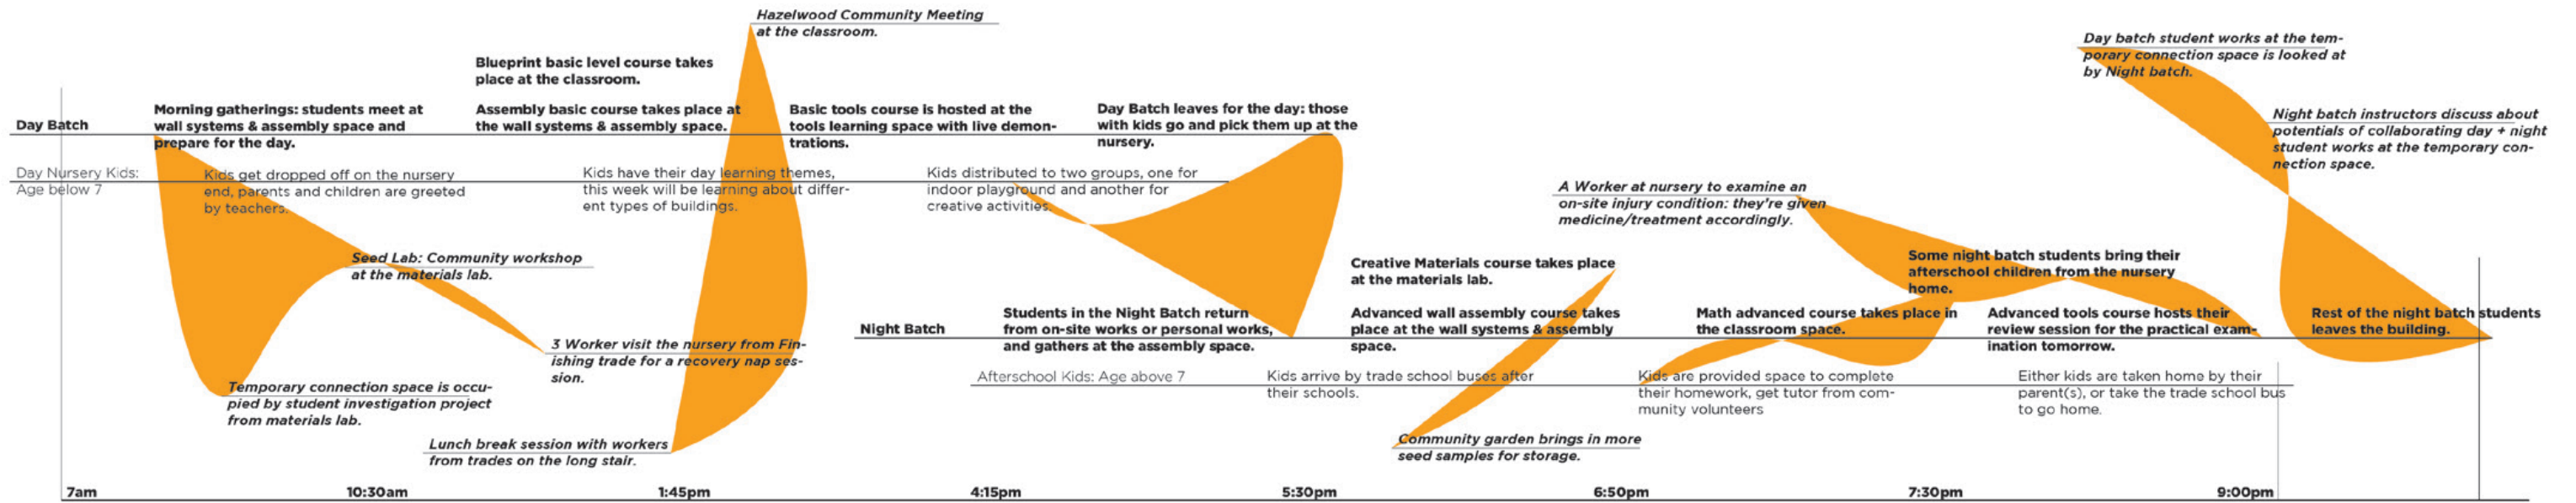 Hazelwood Community Meeting
at the classroom.
Blueprint basic level course takes
place at the classroom.
Day Batch
Morning gatherings: students meet at
wall systems & assembly space and
prepare for the day.
Assembly basic course takes place at
the wall systems & assembly space.
Basic tools course is hosted at the
tools learning space with live demon-
trations.
Day Batch leaves for the day: those
with kids go and pick them up at the
nursery.
Day Nursery Kids:
Age below 7
Kids get dropped off on the nursery
end, parents and children are greeted
by teachers.
Kids have their day learning themes,
this week will be learning about differ-
ent types of buildings.
Kids distributed to two groups, one for
indoor playground and another for
creative activities.
Seed Lab: Community workshop
at the materials lab.
3 Worker visit the nursery from Fin-
ishing trade for a recovery nap ses-
sion.
Temporary connection space is occu-
pied by student investigation project
from materials lab.
Lunch break session with workers
from trades on the long stair.
Day batch student works at the tem-
porary connection space is looked at
by Night batch.
Night batch instructors discuss about
potentials of collaborating day + night
student works at the temporary con-
nection space.
A Worker at nursery to examine an
on-site injury condition: they're given
medicine/treatment accordingly.
Creative Materials course takes place
at the materials lab.
Some night batch students bring their
afterschool children from the nursery
home.
Night Batch
Students in the Night Batch return
from on-site works or personal works,
and gathers at the assembly space.
Advanced wall assembly course takes
place at the wall systems & assembly
space.
Math advanced course takes place in
the classroom space.
Advanced tools course hosts their
review session for the practical exam-
ination tomorrow.
Rest of the night batch students
leaves the building.
Afterschool Kids: Age above 7
Kids arrive by trade school buses after
their schools.
Kids are provided space to complete
their homework, get tutor from com-
munity volunteers
Either kids are taken home by their
parent(s), or take the trade school bus
to go home.
Community garden brings in more
seed samples for storage.
7am
10:30am
1:45pm
4:15pm
5:30pm
6:50pm
7:30pm
9:00pm